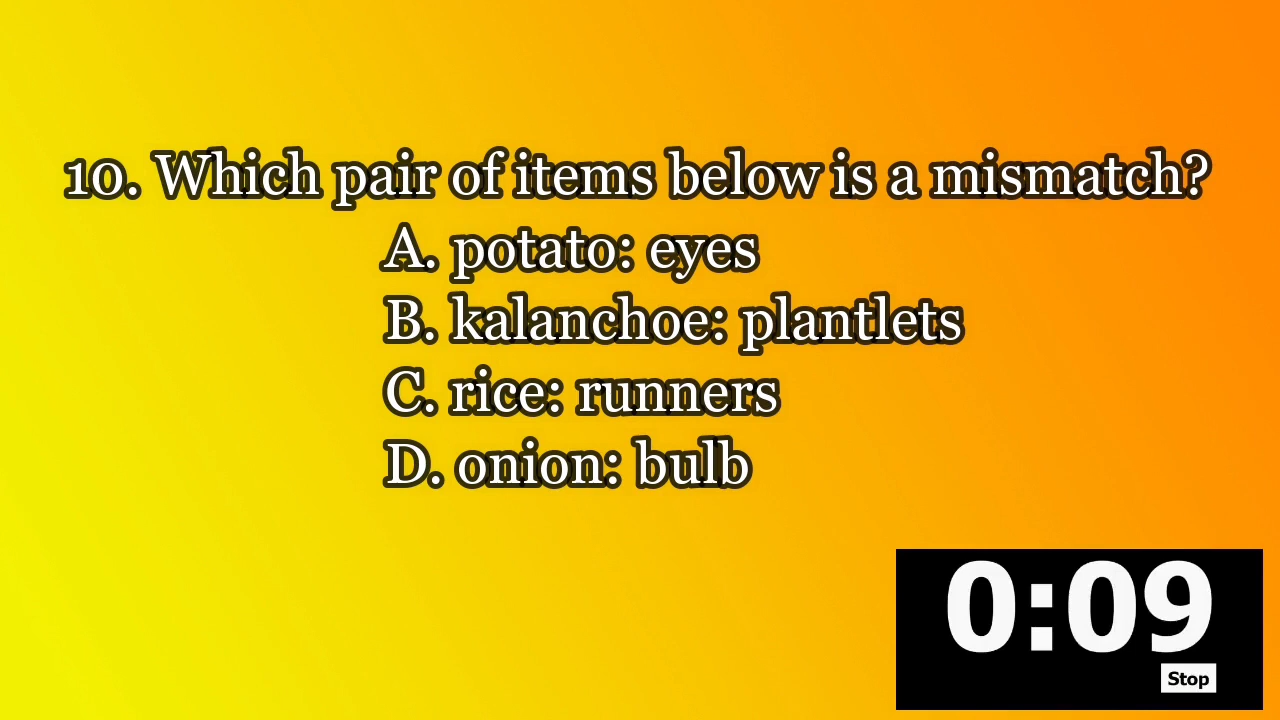 10. Which pair of items below is a mismatch?
A. potato: eyes
B. kalanchoe: plantlets
C. rice: runners
D. onion: bulb
0:09
Stop